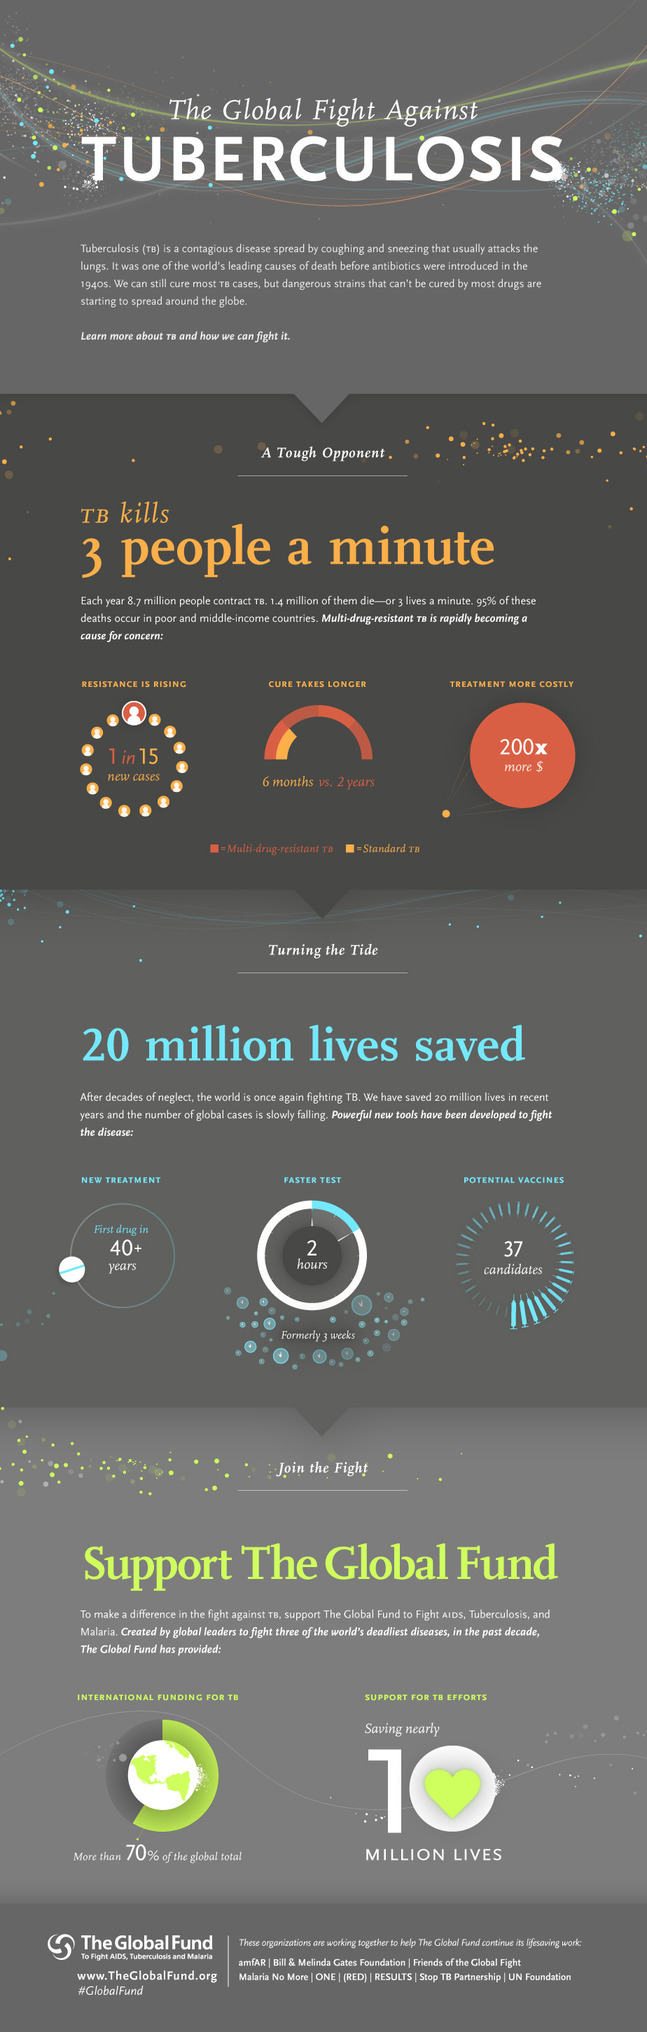 The Global Fight Against
TUBERCULOSIS
Tuberculosis (TB) is a contagious disease spread by coughing and sneezing that usually attacks the
lungs. It was one of the world's leading causes of death before antibiotics were introduced in the
1940s. We can still cure most TB cases, but dangerous strains that can't be cured by most drugs are
starting to spread around the globe.
Learn more about TB and how we can fight it.
A Tough Opponent
TB kills
3 people a minute
Each year 8.7 million people contract TB. 1.4 million of them die—or 3 lives a minute. 95% of these
deaths occur in poor and middle-income countries. Multi-drug-resistant TB is rapidly becoming a
cause for concern:
RESISTANCE IS RISING
1 in 15
new cases
CURE TAKES LONGER
6 months vs. 2 years
TREATMENT MORE COSTLY
200x
more $
=Multi-drug-resistant TB =Standard TB
Turning the Tide
20 million lives saved
After decades of neglect, the world is once again fighting TB. We have saved 20 million lives in recent
years and the number of global cases is slowly falling. Powerful new tools have been developed to fight
the disease:
NEW TREATMENT
First drug in
40+
years
FASTER TEST
2
hours
Formerly 3 weeks
POTENTIAL VACCINES
37
candidates
Join the Fight
Support The Global Fund
To make a difference in the fight against TB, support The Global Fund to Fight AIDS, Tuberculosis, and
Malaria. Created by global leaders to fight three of the world's deadliest diseases, in the past decade,
The Global Fund has provided:
INTERNATIONAL FUNDING FOR TB
More than 70% of the global total
SUPPORT FOR TB EFFORTS
Saving nearly
10
MILLION LIVES
The Global Fund
To Fight AIDS, Tuberculosis and Malaria
www.TheGlobalFund.org
#GlobalFund
These organizations are working together to help The Global Fund continue its lifesaving work:
amfAR | Bill & Melinda Gates Foundation | Friends of the Global Fight
Malaria No More | ONE | (RED) | RESULTS | Stop TB Partnership | UN Foundation